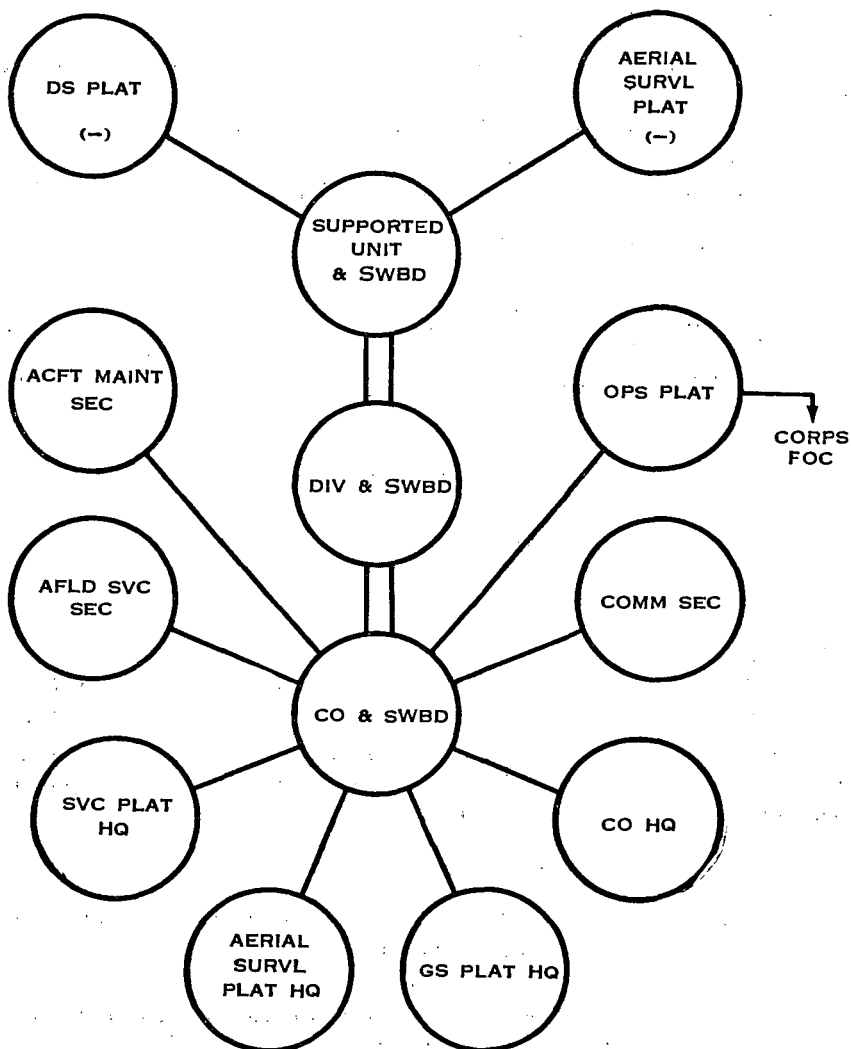 DS PLAT
(-)
AERIAL
SURVL
PLAT
(-)
SUPPORTED
UNIT
& SWBD
ACFT MAINT
SEC
OPS PLAT
CORPS
FOC
DIV & SWBD
AFLD SVC
SEC
COMM SEC
CO & SWBD
SVC PLAT
HQ
CO HQ
AERIAL
SURVL
PLAT HQ
GS PLAT HQ